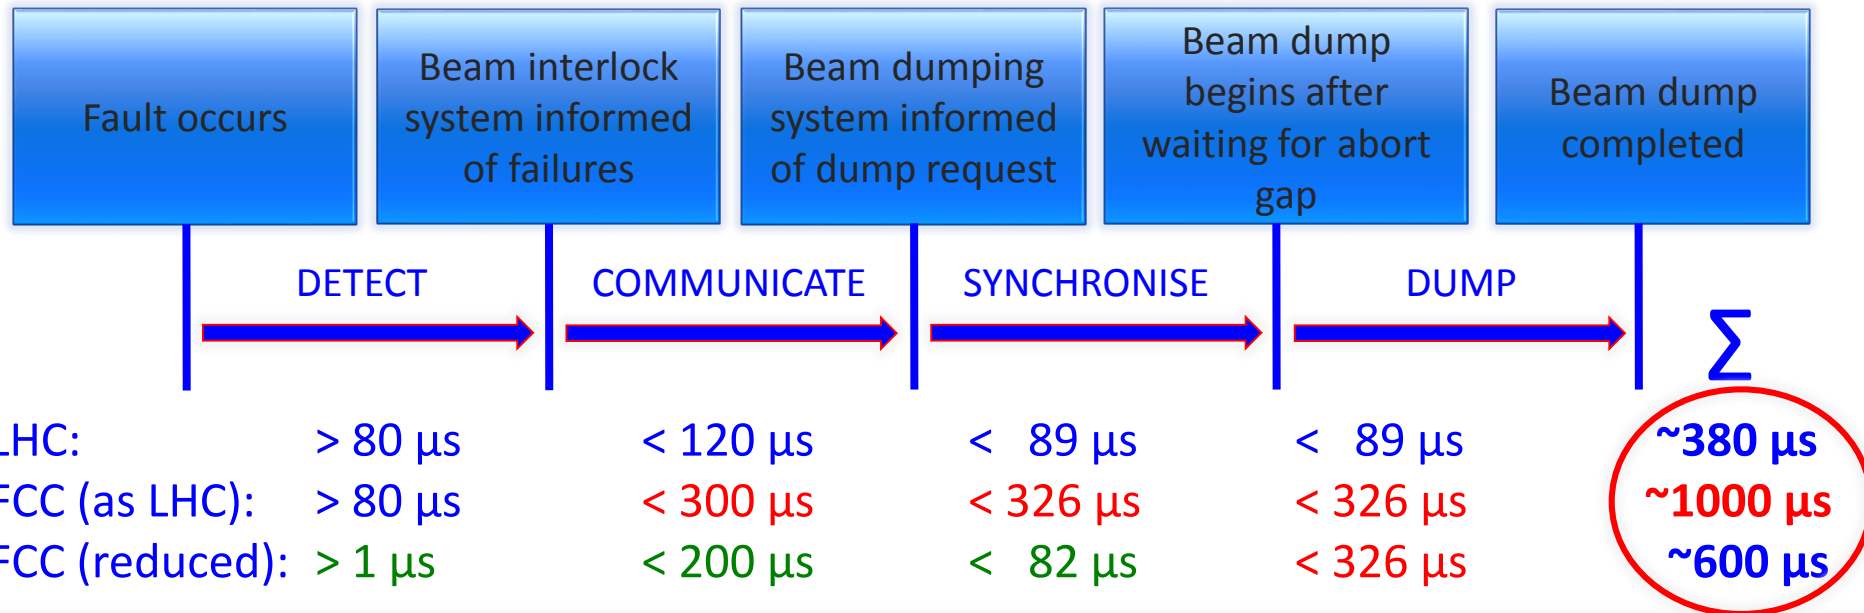 Fault occurs
Beam interlock
system informed
of failures
Beam dumping
system informed
of dump request
Beam dump
begins after
waiting for abort
gap
Beam dump
completed
DETECT
COMMUNICATE
SYNCHRONISE
DUMP
Σ
LHC: > 80 µs < 120 µs < 89 µs < 89 µs ~380 µs
FCC (as LHC): > 80 µs < 300 µs < 326 µs < 326 µs ~1000 µs
FCC (reduced): > 1 µs < 200 µs < 82 µs < 326 µs ~600 µs